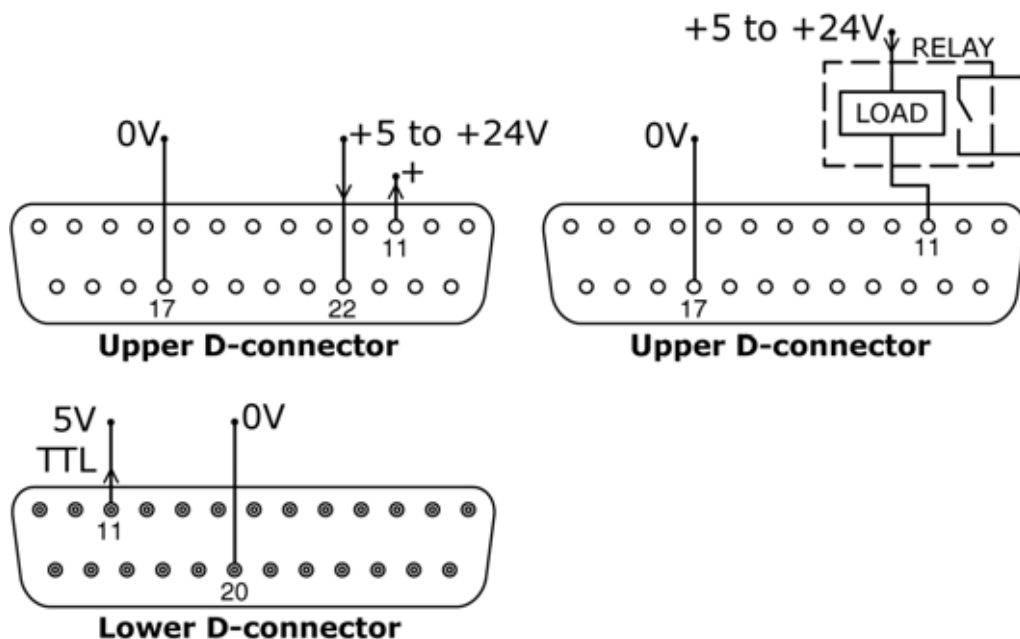 0V
+5 to +24V
+
11
17
22
Upper D-connector
+5 to +24V
RELAY
LOAD
0V
11
17
Upper D-connector
5V
TTL
0V
11
20
Lower D-connector